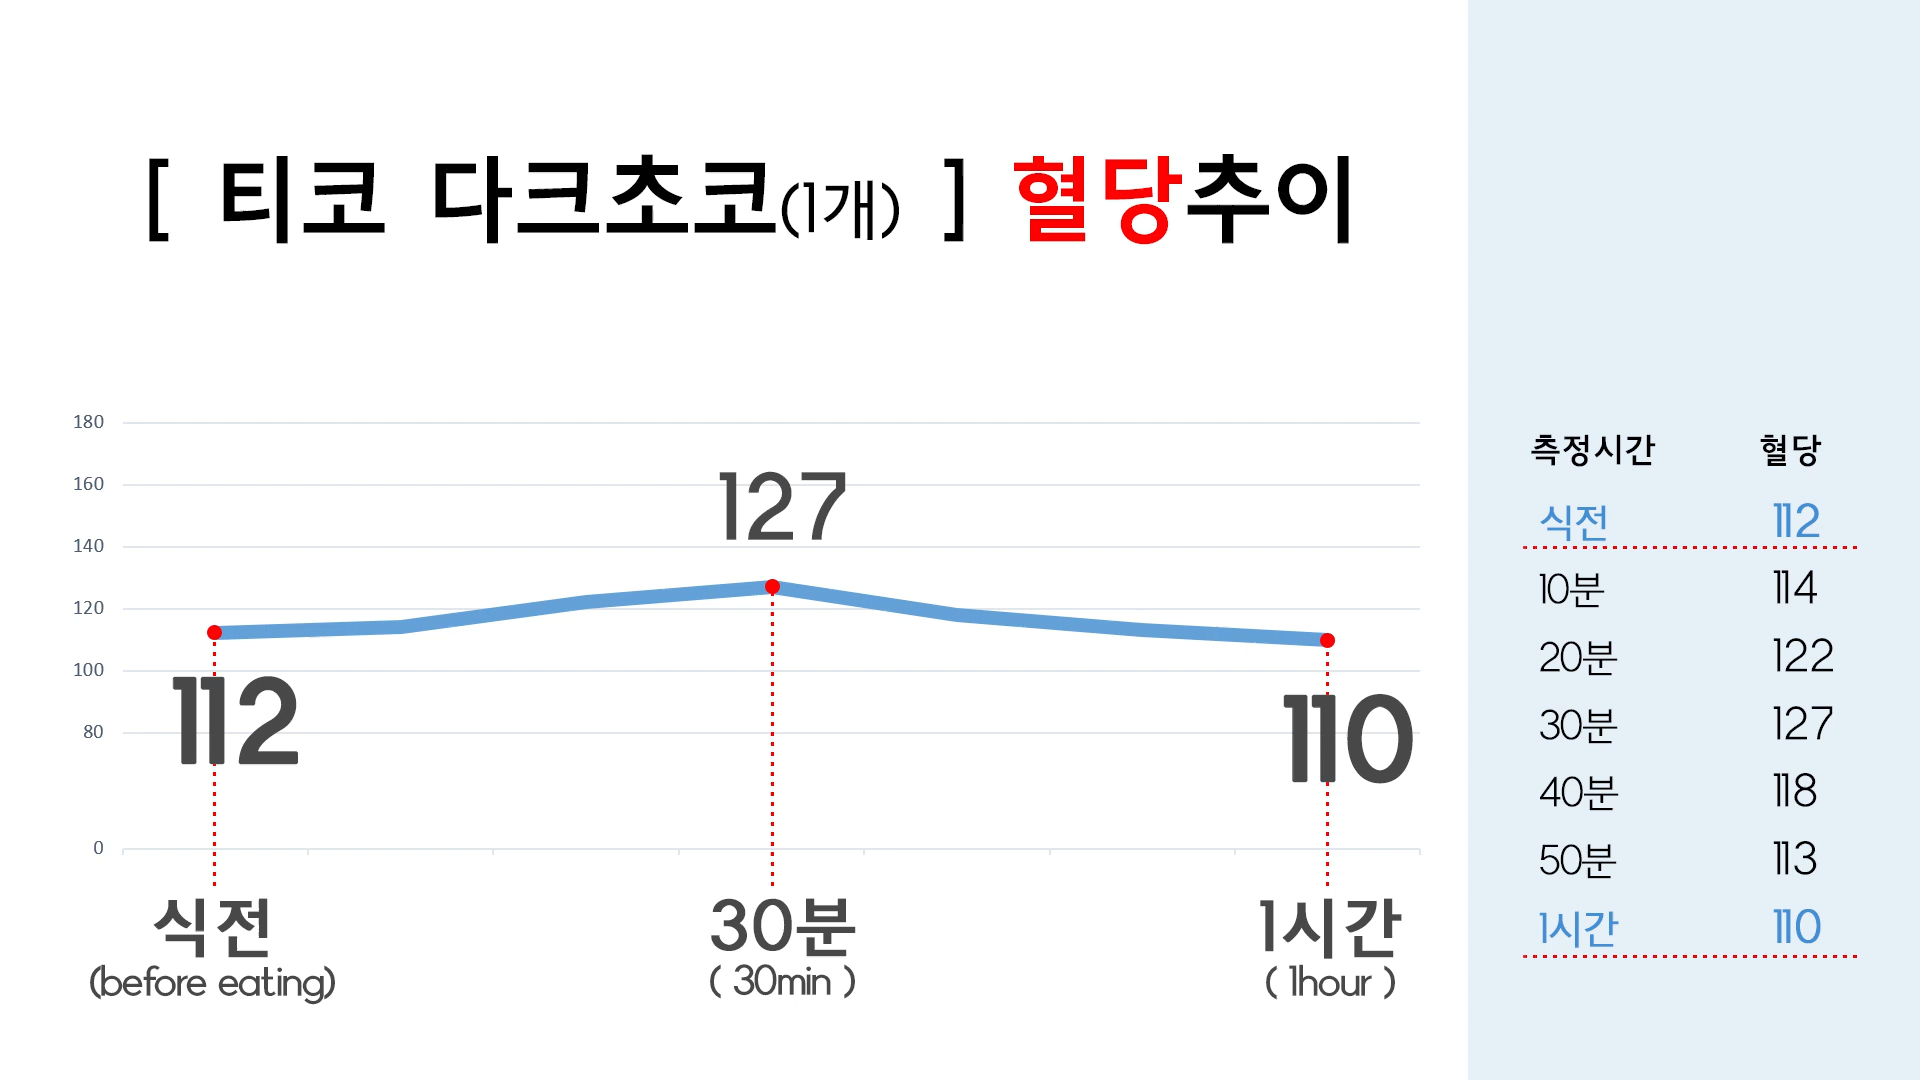 [ 티코 다크초코(1개) ] 혈당추이
180
160
140
120
100
80
0
127
112
110
식전
(before eating)
30분
( 30min )
1시간
( 1hour )
측정시간 혈당
식전 112
10분 114
20분 122
30분 127
40분 118
50분 113
1시간 110